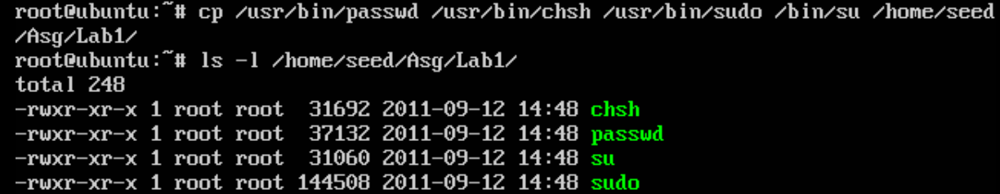 root@ubuntu:~# cp /usr/bin/passwd /usr/bin/chsh /usr/bin/sudo /bin/su /home/seed
/Asg/Lab1/
root@ubuntu:~# ls -l /home/seed/Asg/Lab1/
total 248
-rwxr-xr-x 1 root root  31692 2011-09-12 14:48 chsh
-rwxr-xr-x 1 root root  37132 2011-09-12 14:48 passwd
-rwxr-xr-x 1 root root  31060 2011-09-12 14:48 su
-rwxr-xr-x 1 root root 144508 2011-09-12 14:48 sudo